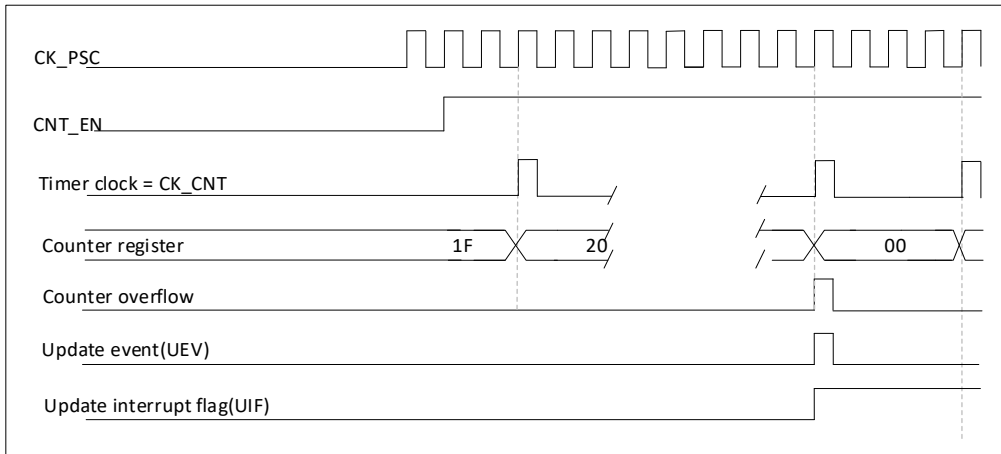 CK_PSC
CNT_EN
Timer clock = CK_CNT
Counter register 1F 20 00
Counter overflow
Update event(UEV)
Update interrupt flag(UIF)